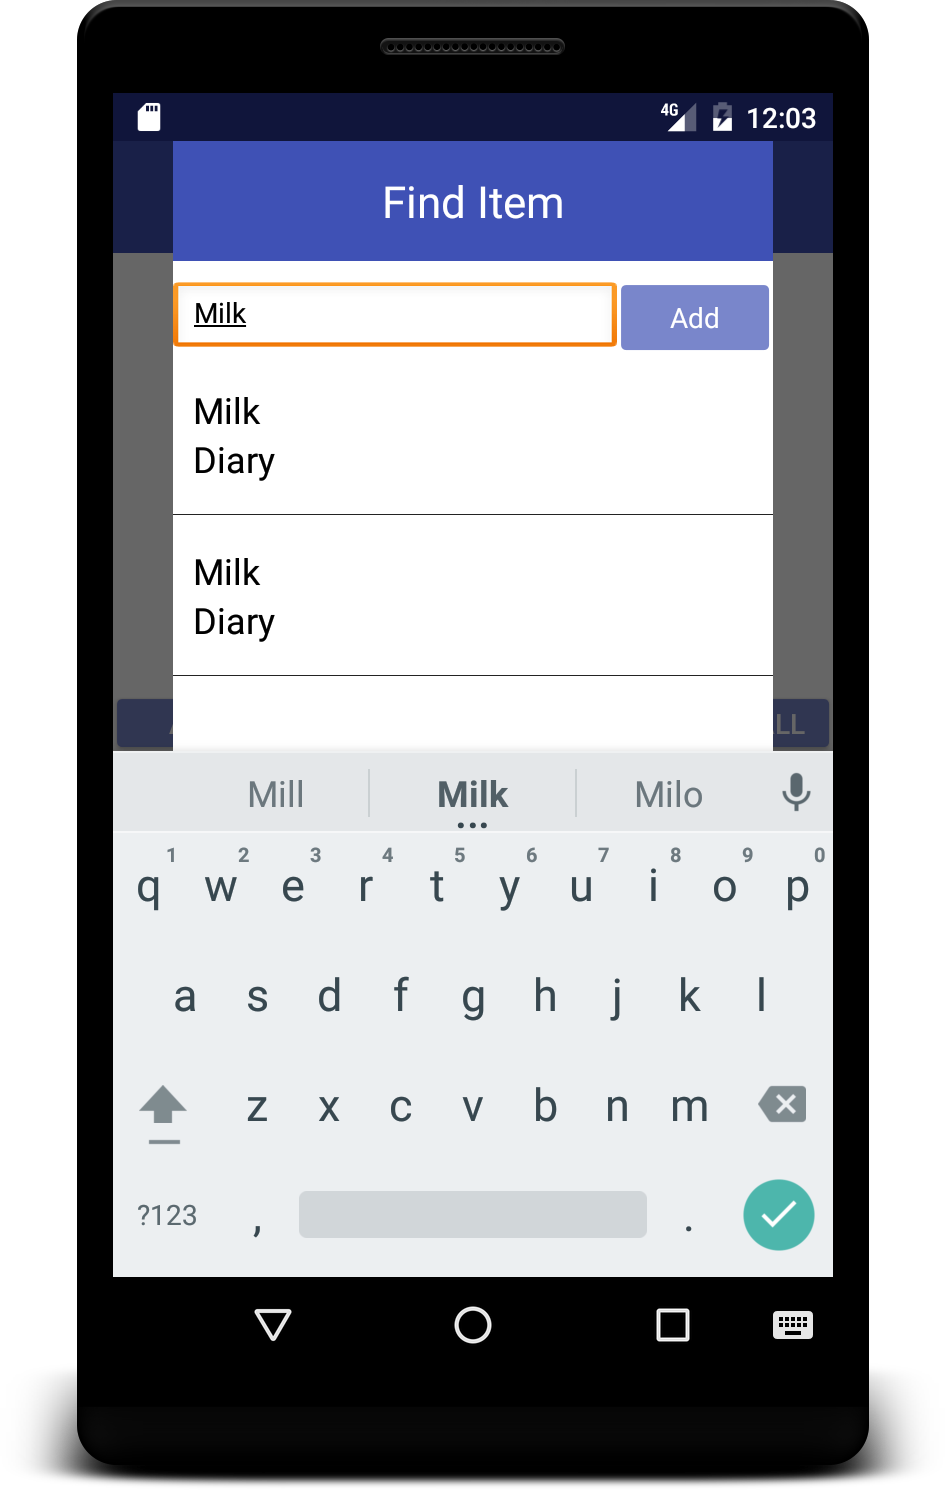 4G 12:03
Find Item
Milk Add
Milk
Diary
Milk
Diary
LL
Mill Milk Milo
1 2 3 4 5 6 7 8 9 0
q w e r t y u i o p
a s d f g h j k l
z x c v b n m
?123 , .